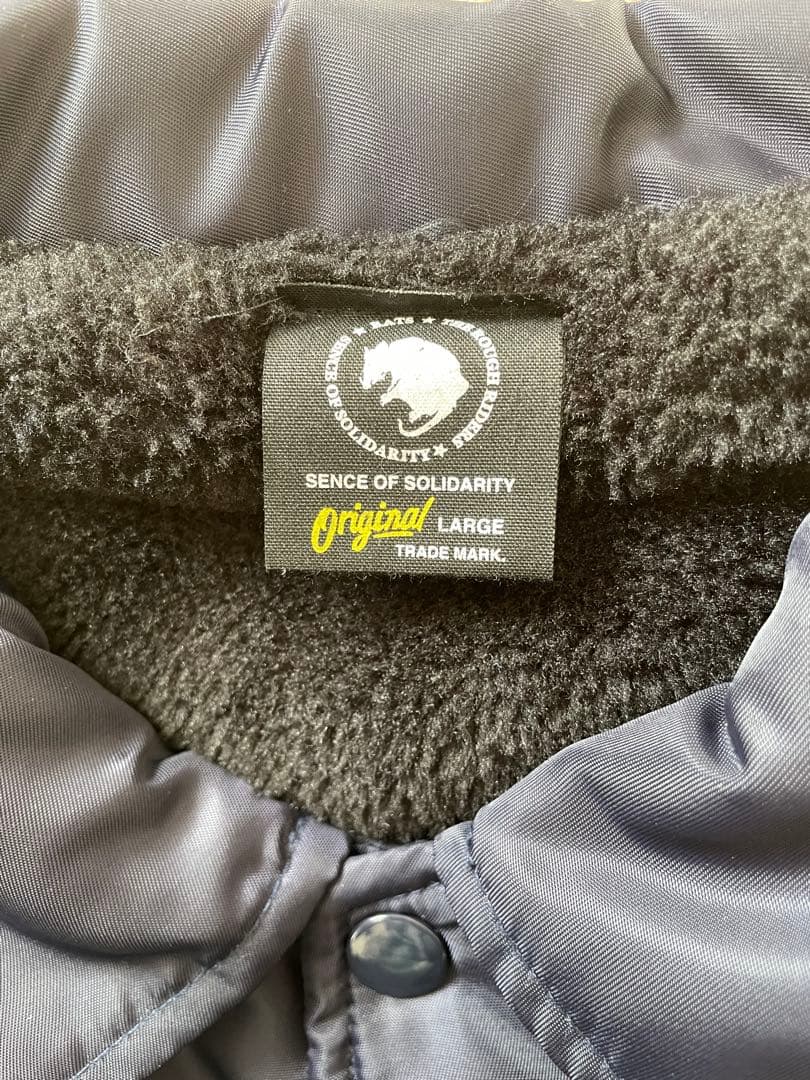 ★ RATS ★ THE ROUGH RIDERS ★ SENCE OF SOLIDARITY
SENCE OF SOLIDARITY
Original LARGE
TRADE MARK.